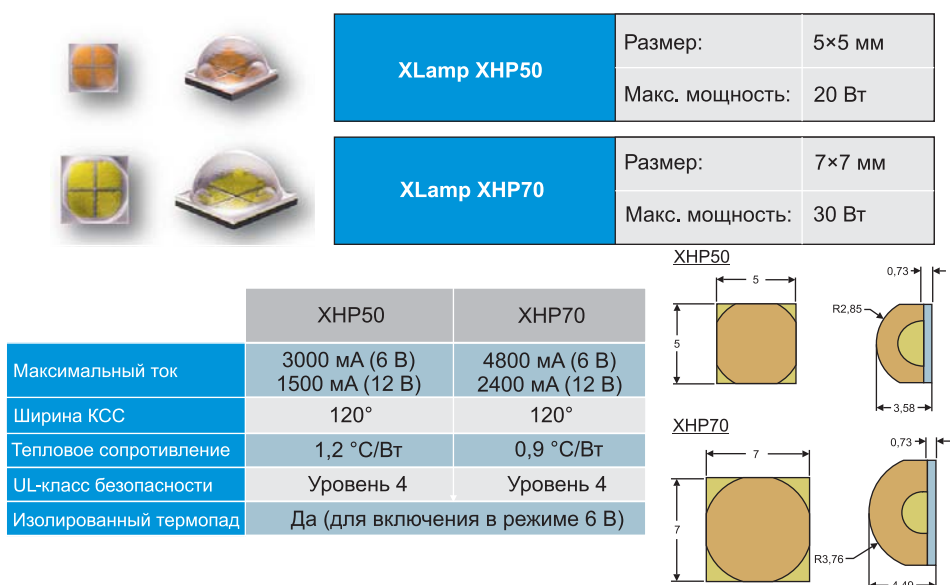 XLamp XHP50
Размер: 5×5 мм
Макс. мощность: 20 Вт
XLamp XHP70
Размер: 7×7 мм
Макс. мощность: 30 Вт
XHP50 XHP70
Максимальный ток 3000 мА (6 В) 4800 мА (6 В)
1500 мА (12 В) 2400 мА (12 В)
Ширина КСС 120° 120°
Тепловое сопротивление 1,2 °С/Вт 0,9 °С/Вт
UL-класс безопасности Уровень 4 Уровень 4
Изолированный термопад Да (для включения в режиме 6 В)
XHP50
5
5
0,73
R2,85
3,58
XHP70
7
7
0,73
R3,76
4,49